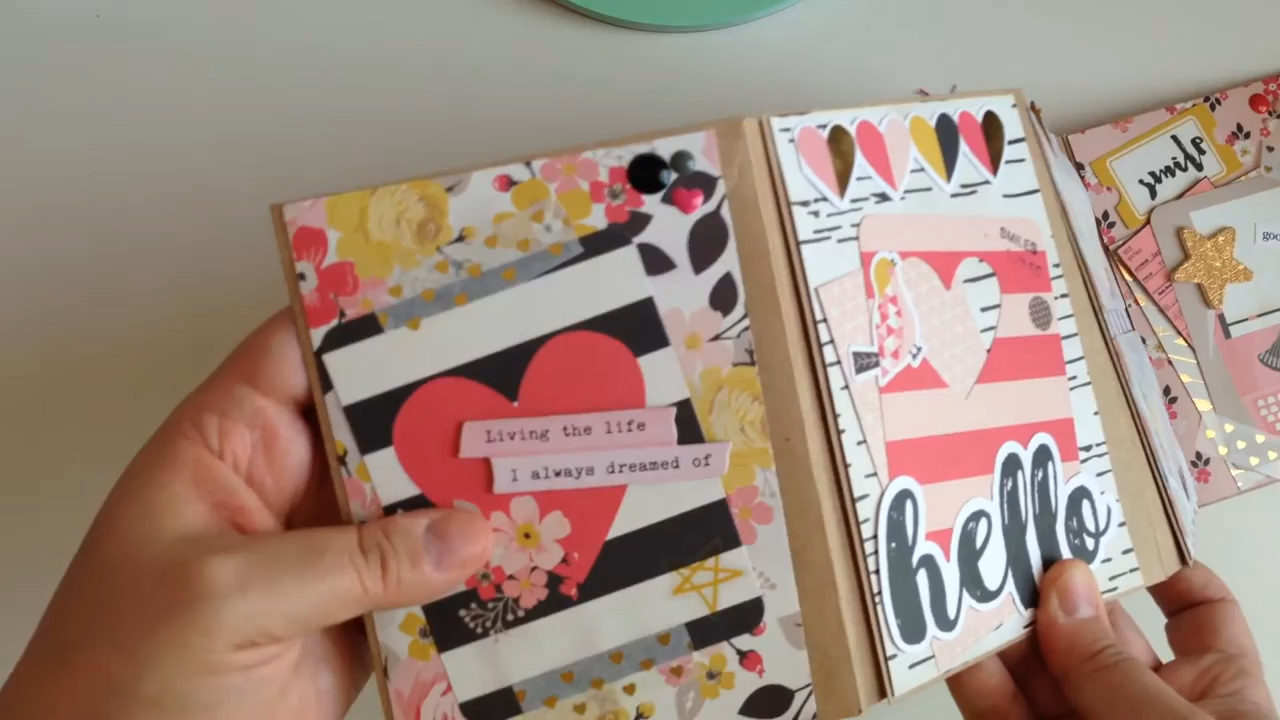 Living the life
I always dreamed of
SMILES
hello
smile
goo